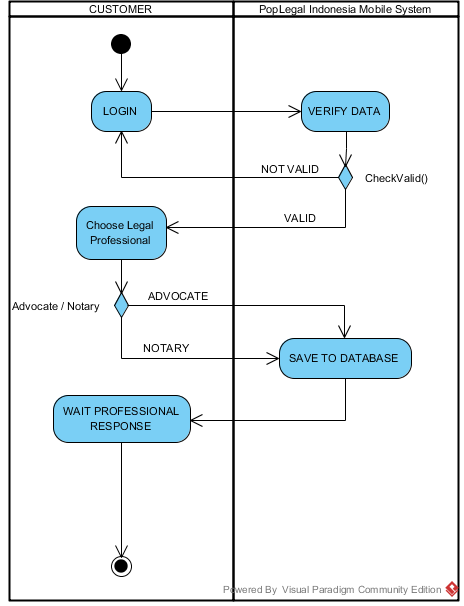 CUSTOMER
PopLegal Indonesia Mobile System
LOGIN
VERIFY DATA
NOT VALID
CheckValid()
VALID
Choose Legal
Professional
ADVOCATE
Advocate / Notary
NOTARY
SAVE TO DATABASE
WAIT PROFESSIONAL
RESPONSE
Powered By Visual Paradigm Community Edition